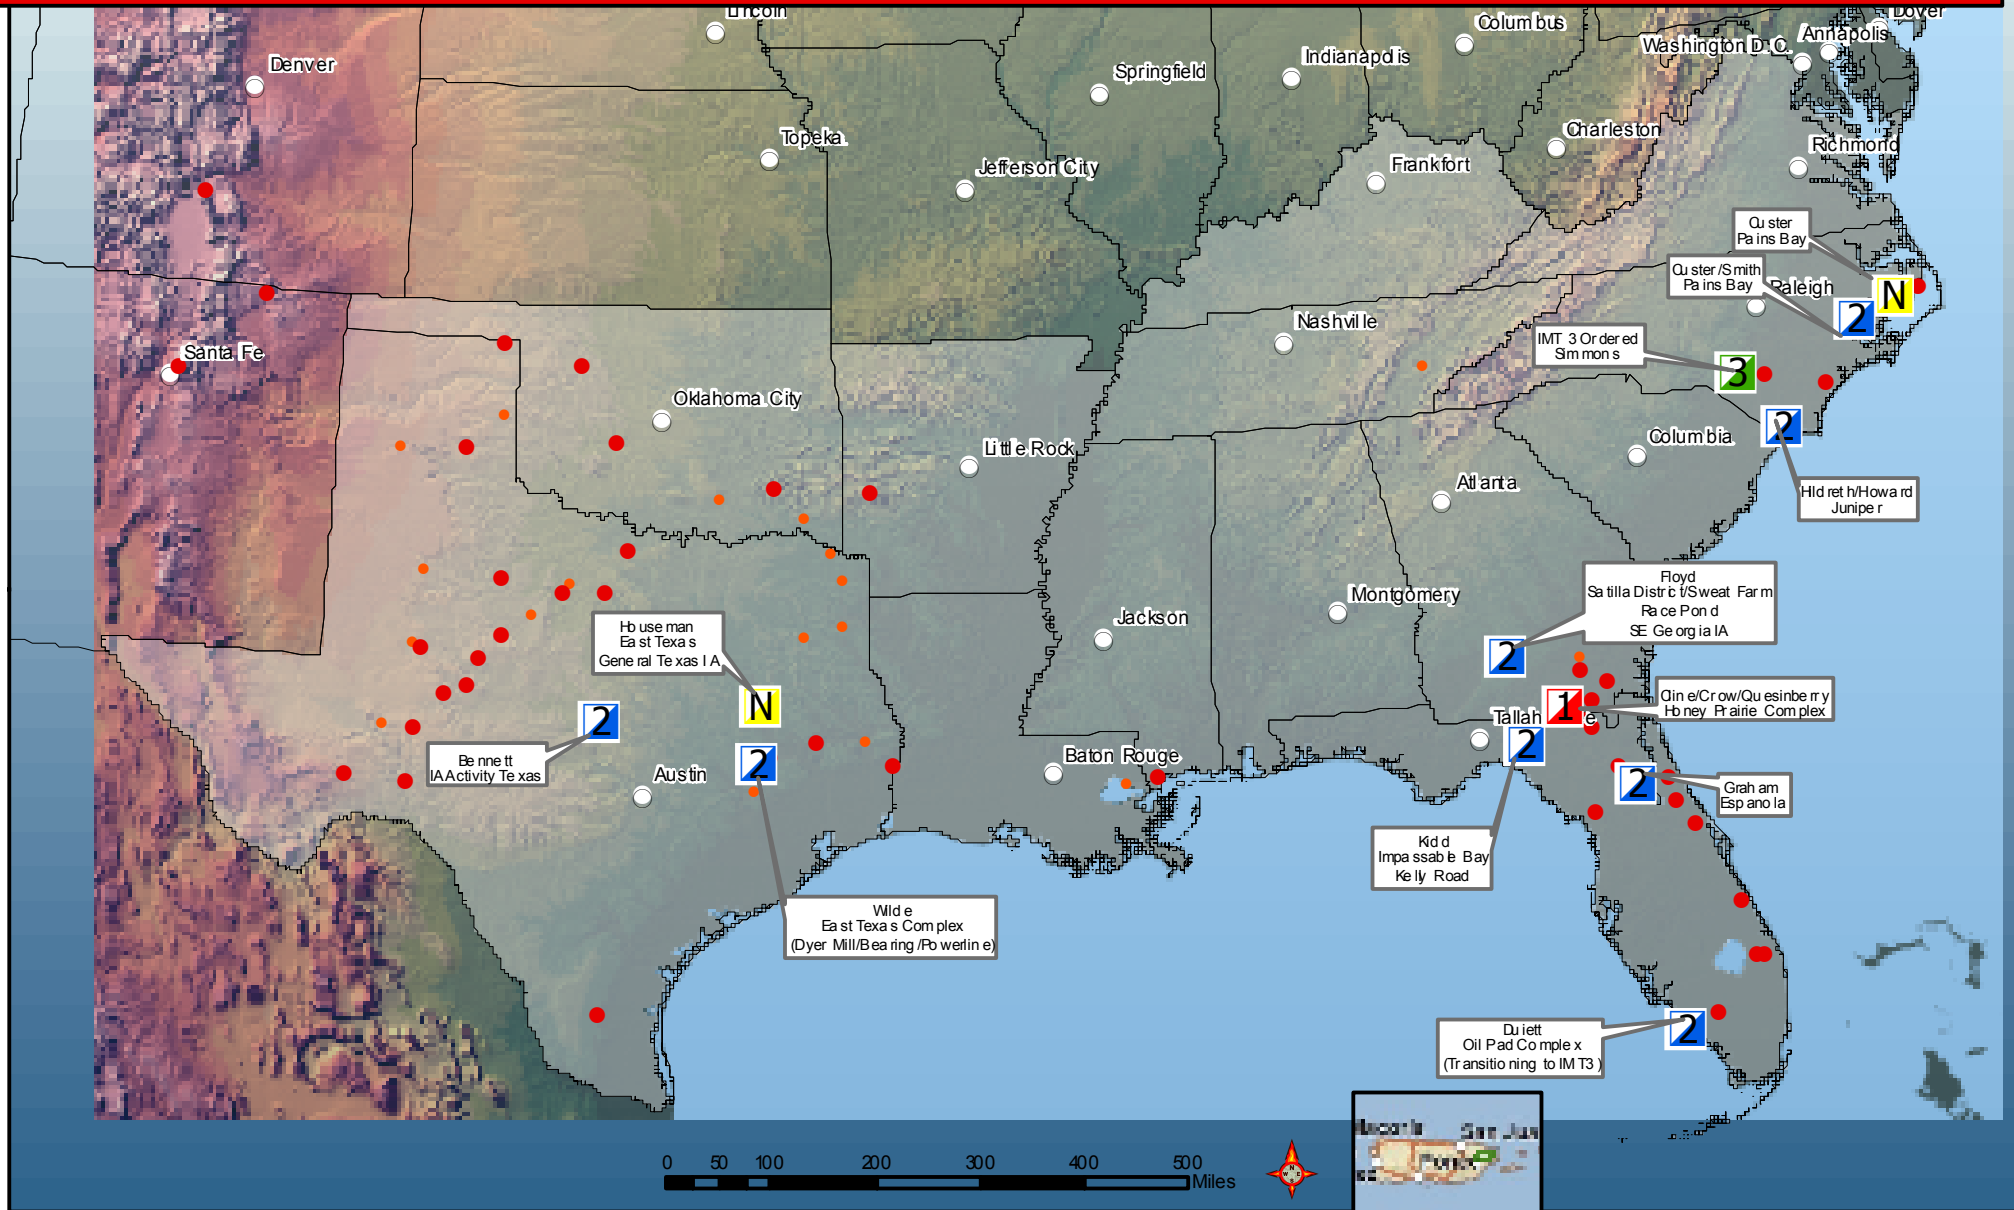 Lincoln
Columbus
Dover
Annapolis
Washington D.C.
Denver
Indianapolis
Springfield
Topeka
Charleston
Richmond
Jefferson City
Frankfort
Custer
Pains Bay
Custer/Smith
Pains Bay
N
Raleigh
2
Nashville
IMT 3 Ordered
Simmons
3
Santa Fe
Oklahoma City
2
Little Rock
Columbia
Atlanta
Hildreth/Howard
Juniper
Floyd
Satilla District/Sweat Farm
Race Pond
SE Georgia IA
2
Montgomery
Jackson
Houseman
East Texas
General Texas IA
N
2
Bennett
IA Activity Texas
1
Cline/Crow/Quesinberry
Honey Prairie Complex
Tallah e
2
Baton Rouge
2
Austin
2
Graham
Espanola
Kidd
Impassable Bay
Kelly Road
Wilde
East Texas Complex
(Dyer Mill/Bearing/Powerline)
Duiett
Oil Pad Complex
(Transitioning to IMT3)
2
0 50 100 200 300 400 500
Miles
N
W E
S
San Jua